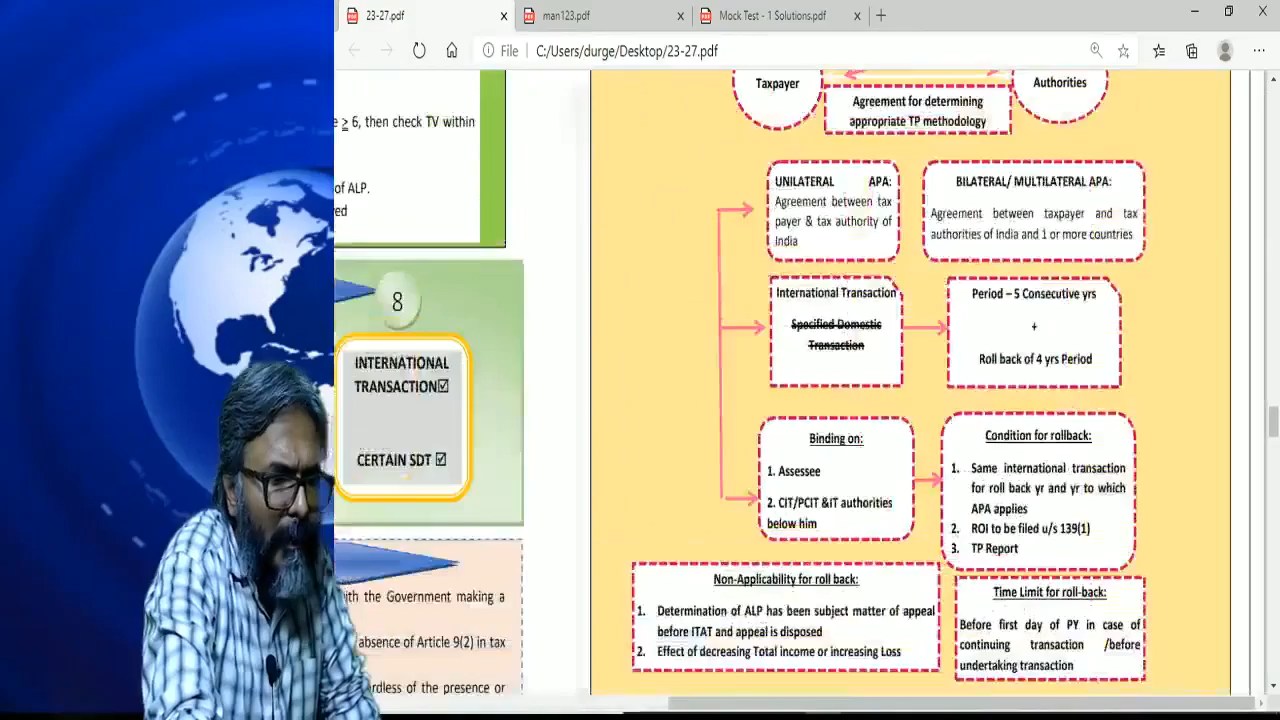 23-27.pdf
man123.pdf
Mock Test - 1 Solutions.pdf
File
C:/Users/durge/Desktop/23-27.pdf
e ≥ 6, then check TV within
of ALP.
ed
8
INTERNATIONAL
TRANSACTION☑
CERTAIN SDT ☑
ith the Government making a
absence of Article 9(2) in tax
rdless of the presence or
Taxpayer
Authorities
Agreement for determining
appropriate TP methodology
UNILATERAL APA:
Agreement between tax
payer & tax authority of
India
BILATERAL/ MULTILATERAL APA:
Agreement between taxpayer and tax
authorities of India and 1 or more countries
International Transaction
Specified Domestic
Transaction
Period – 5 Consecutive yrs
+
Roll back of 4 yrs Period
Binding on:
1. Assessee
2. CIT/PCIT &IT authorities
below him
Condition for rollback:
1. Same international transaction
for roll back yr and yr to which
APA applies
2. ROI to be filed u/s 139(1)
3. TP Report
Non-Applicability for roll back:
1. Determination of ALP has been subject matter of appeal
before ITAT and appeal is disposed
2. Effect of decreasing Total income or increasing Loss
Time Limit for roll-back:
Before first day of PY in case of
continuing transaction /before
undertaking transaction